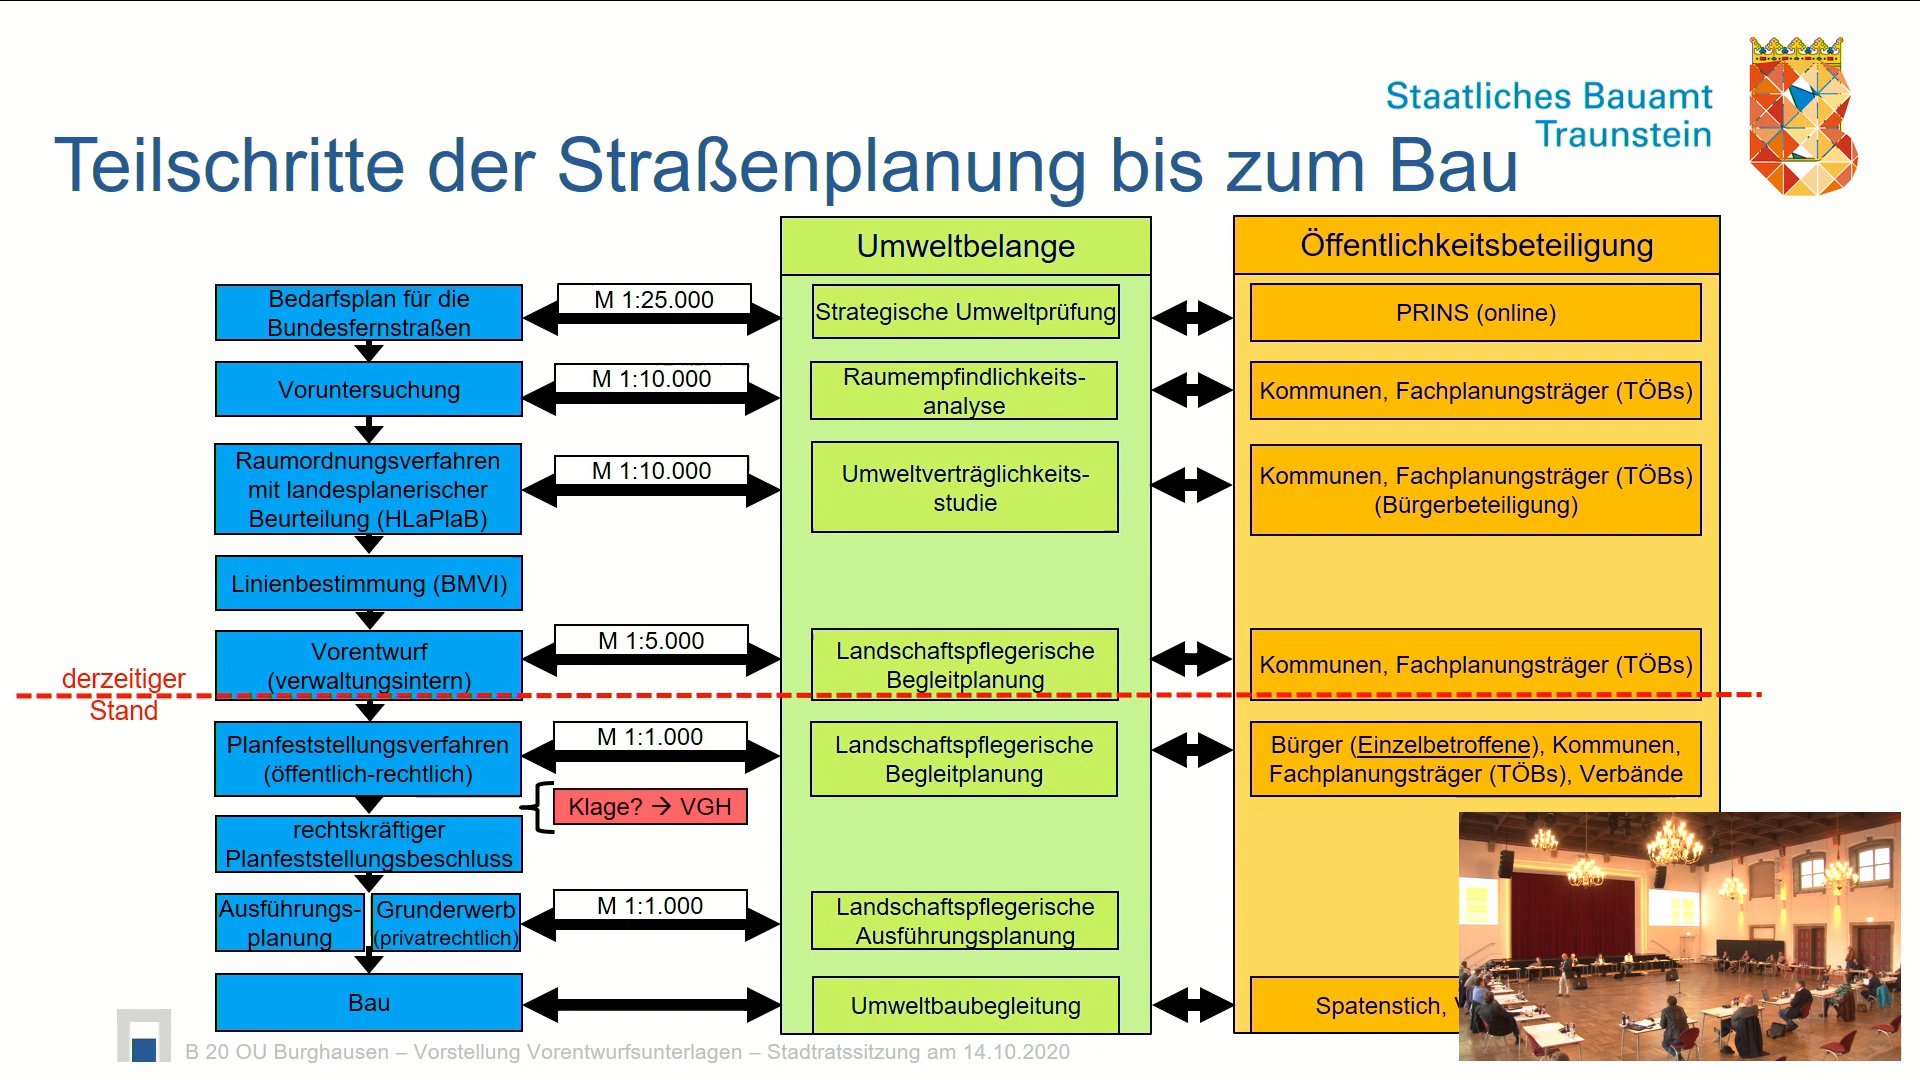 Staatliches Bauamt
Traunstein
Teilschritte der Straßenplanung bis zum Bau
Umweltbelange
Öffentlichkeitsbeteiligung
Bedarfsplan für die
Bundesfernstraßen
M 1:25.000
Strategische Umweltprüfung
PRINS (online)
Voruntersuchung
M 1:10.000
Raumempfindlichkeits-
analyse
Kommunen, Fachplanungsträger (TÖBs)
Raumordnungsverfahren
mit landesplanerischer
Beurteilung (HLaPlaB)
M 1:10.000
Umweltverträglichkeits-
studie
Kommunen, Fachplanungsträger (TÖBs)
(Bürgerbeteiligung)
Linienbestimmung (BMVI)
Vorentwurf
(verwaltungsintern)
M 1:5.000
Landschaftspflegerische
Begleitplanung
Kommunen, Fachplanungsträger (TÖBs)
derzeitiger
Stand
Planfeststellungsverfahren
(öffentlich-rechtlich)
M 1:1.000
Landschaftspflegerische
Begleitplanung
Bürger (Einzelbetroffene), Kommunen,
Fachplanungsträger (TÖBs), Verbände
Klage? → VGH
rechtskräftiger
Planfeststellungsbeschluss
Ausführungs-
planung
Grunderwerb
(privatrechtlich)
M 1:1.000
Landschaftspflegerische
Ausführungsplanung
Bau
Umweltbaubegleitung
Spatenstich,
B 20 OU Burghausen – Vorstellung Vorentwurfsunterlagen – Stadtratssitzung am 14.10.2020